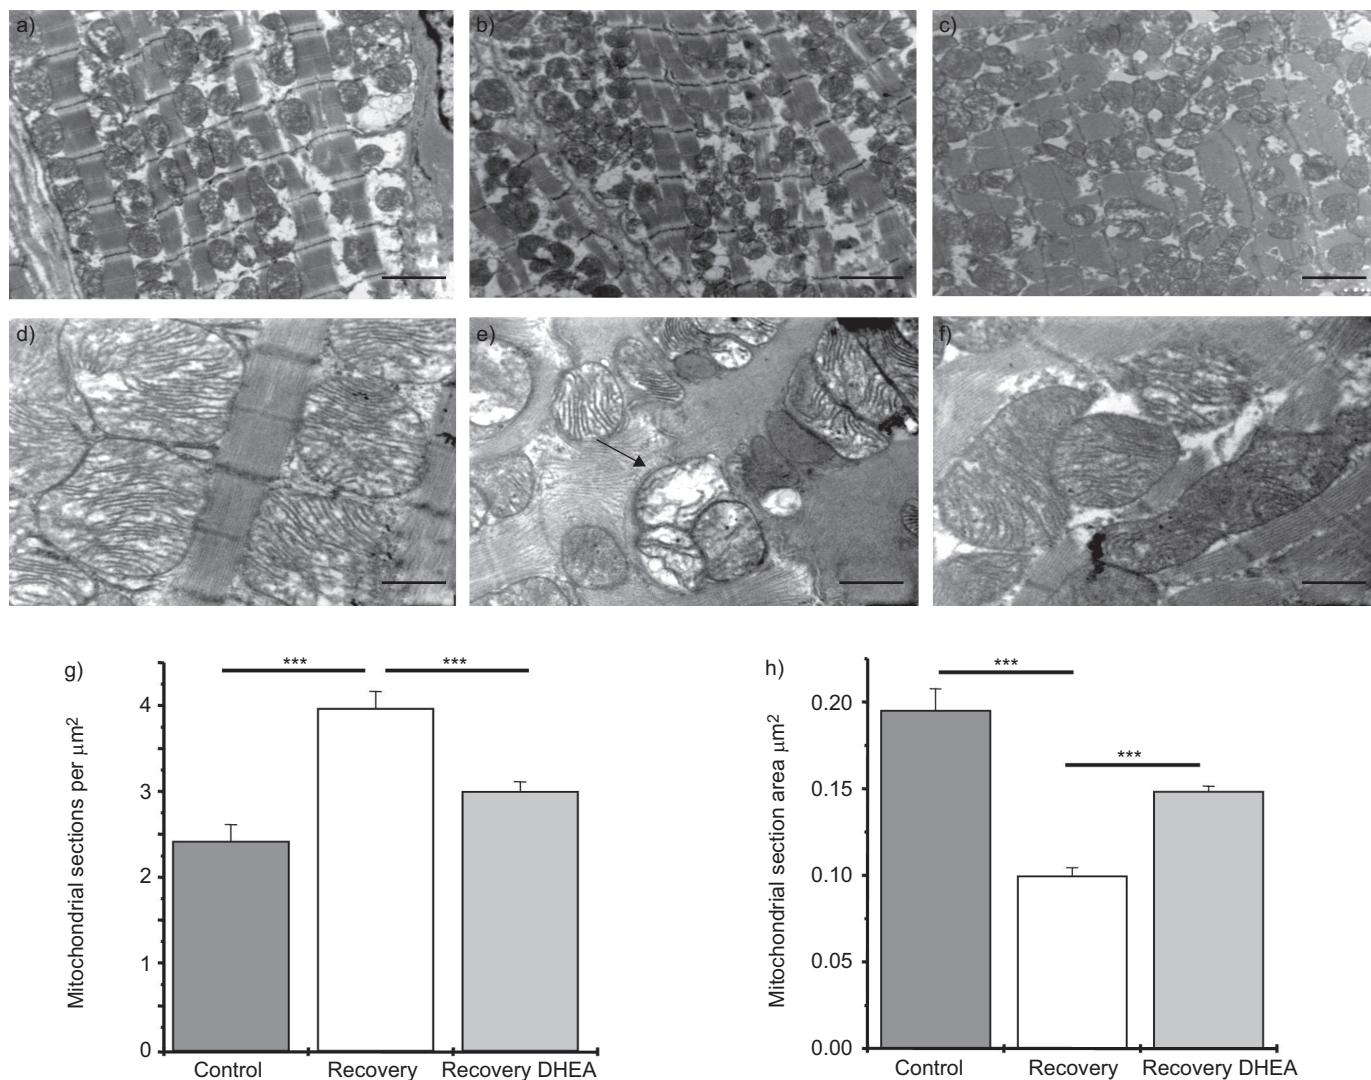 a)
b)
c)
d)
e)
f)
g)
Mitochondrial sections per μm2
4
3
2
1
0
***
***
Control
Recovery
Recovery DHEA
h)
Mitochondrial section area μm2
0.20
0.15
0.10
0.05
0.00
***
***
Control
Recovery
Recovery DHEA